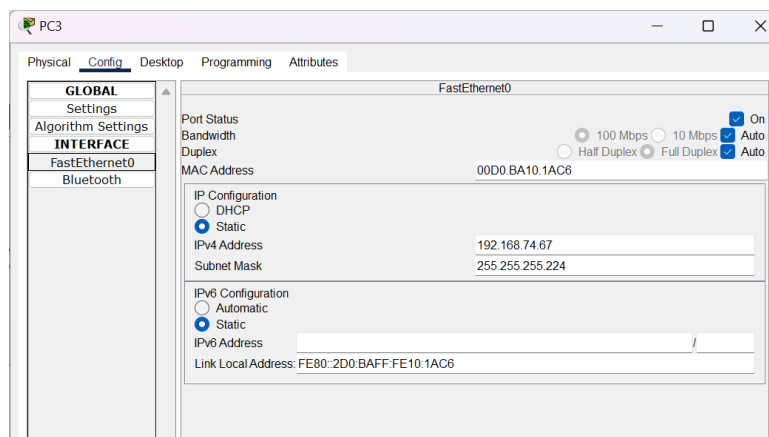 PC3
Physical Config Desktop Programming Attributes
GLOBAL
Settings
Algorithm Settings
INTERFACE
FastEthernet0
Bluetooth
FastEthernet0
Port Status On
Bandwidth 100 Mbps 10 Mbps Auto
Duplex Half Duplex Full Duplex Auto
MAC Address 00D0.BA10.1AC6
IP Configuration
DHCP
Static
IPv4 Address 192.168.74.67
Subnet Mask 255.255.255.224
IPv6 Configuration
Automatic
Static
IPv6 Address /
Link Local Address: FE80::2D0:BAFF:FE10:1AC6